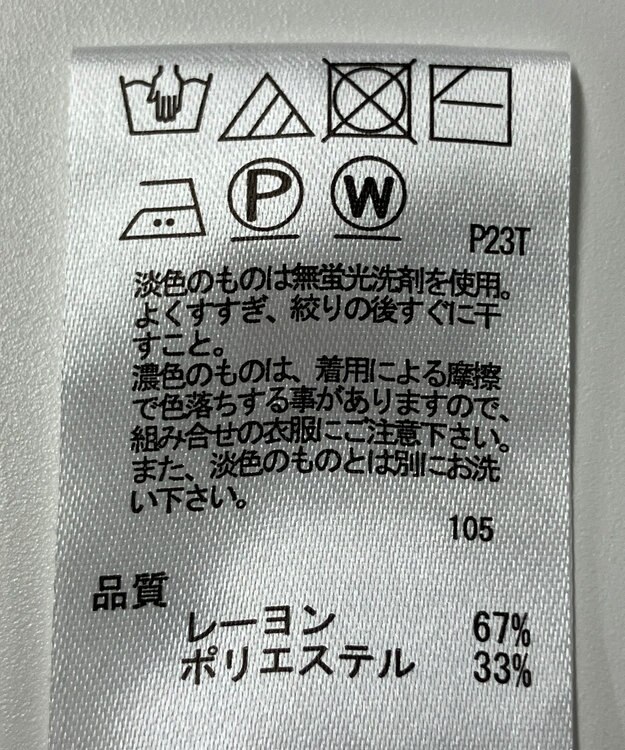 P W
P23T
淡色のものは無蛍光洗剤を使用。
よくすすぎ、絞りの後すぐに干
すこと。
濃色のものは、着用による摩擦
で色落ちする事がありますので、
組み合せの衣服にご注意下さい。
また、淡色のものとは別にお洗
い下さい。
105
品質
レーヨン 67%
ポリエステル 33%